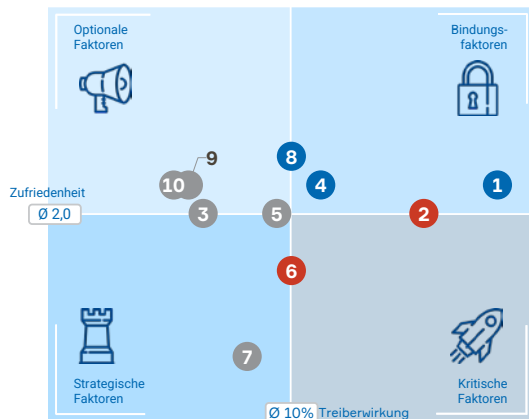 Optionale
Faktoren
Bindungs-
faktoren
8
9
10
4
1
Zufriedenheit
Ø 2,0
3
5
2
6
7
Strategische
Faktoren
Kritische
Faktoren
Ø 10% Treiberwirkung